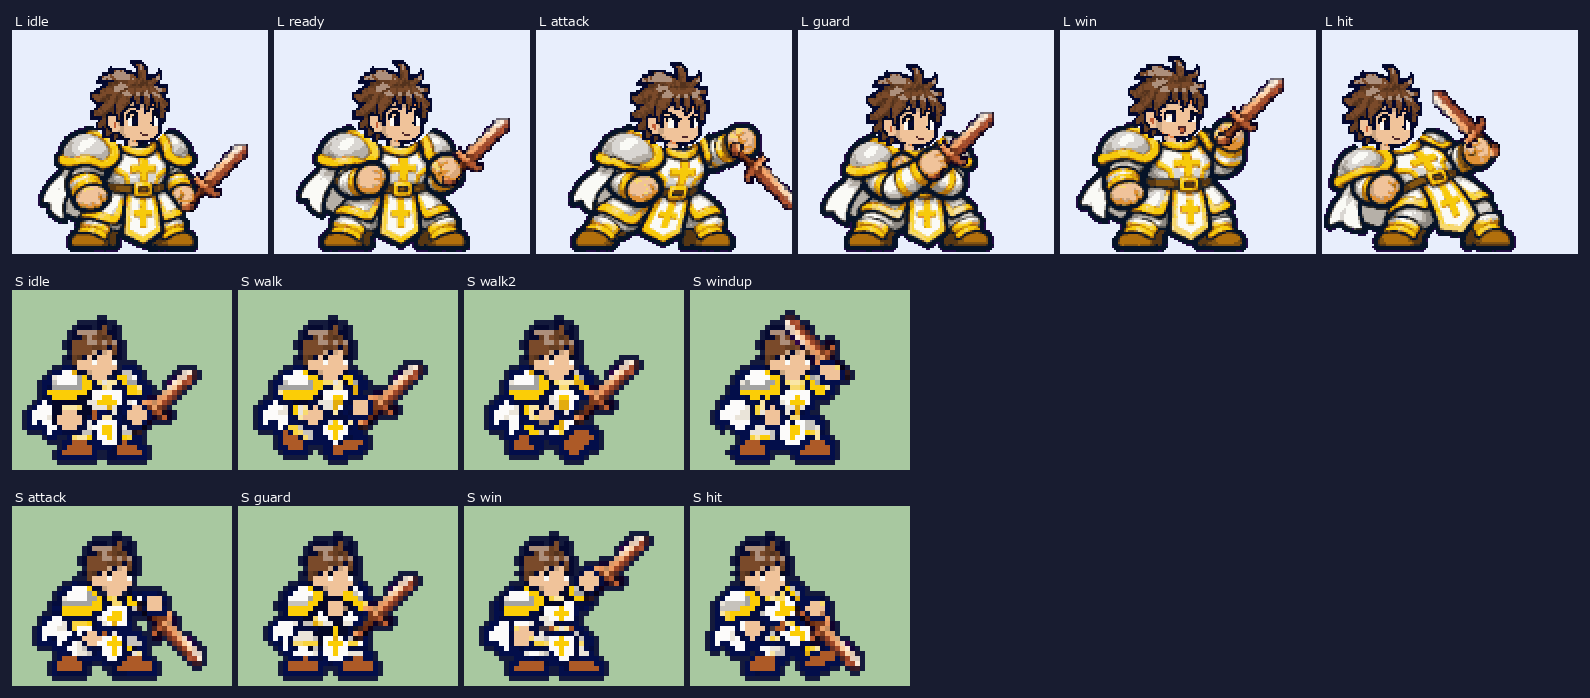 L idle
L ready
L attack
L guard
L win
L hit
S idle
S walk
S walk2
S windup
S attack
S guard
S win
S hit